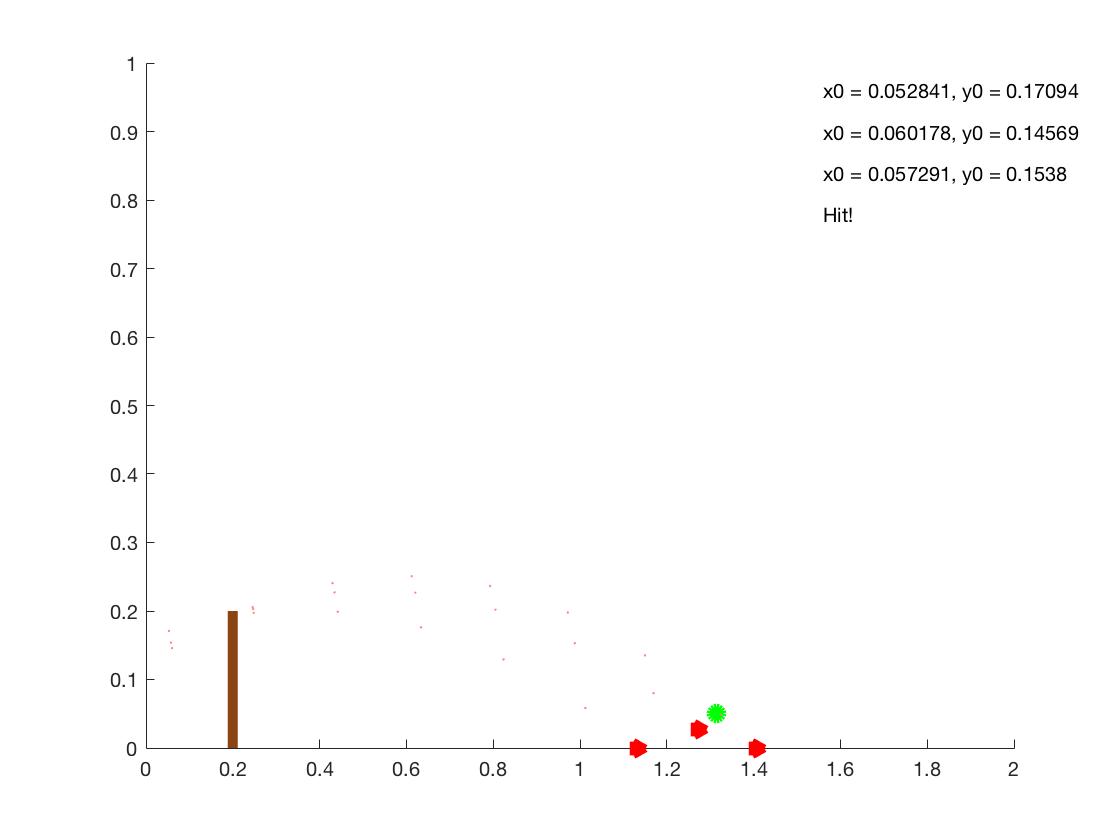 1
0.9
0.8
0.7
0.6
0.5
0.4
0.3
0.2
0.1
0
0 0.2 0.4 0.6 0.8 1 1.2 1.4 1.6 1.8 2
x0 = 0.052841, y0 = 0.17094
x0 = 0.060178, y0 = 0.14569
x0 = 0.057291, y0 = 0.1538
Hit!